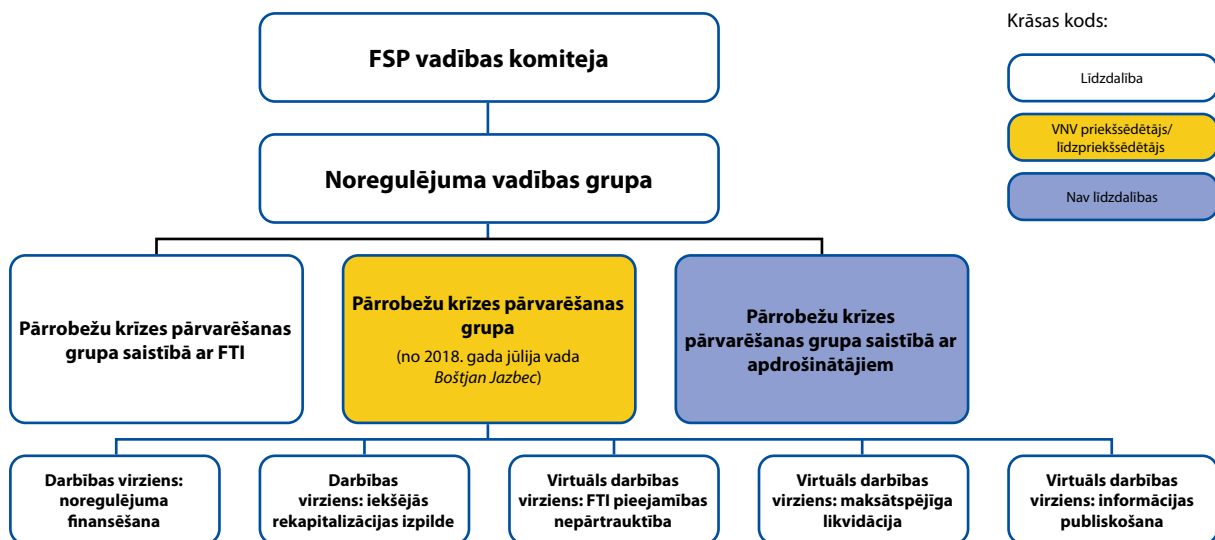 FSP vadības komiteja
Krāsas kods:
Līdzdalība
VNV priekšsēdētājs/
līdzpriekšsēdētājs
Nav līdzdalības
Noregulējuma vadības grupa
Pārrobežu krīzes pārvarēšanas
grupa saistībā ar FTI
Pārrobežu krīzes pārvarēšanas
grupa
(no 2018. gada jūlija vada
Boštjan Jazbec)
Pārrobežu krīzes
pārvarēšanas grupa saistībā ar
apdrošinātājiem
Darbības virziens:
noregulējuma
finansēšana
Darbības
virziens: iekšējās
rekapitalizācijas izpilde
Virtuāls darbības
virziens: FTI pieejamības
nepārtrauktība
Virtuāls darbības
virziens: maksātspējīga
likvidācija
Virtuāls darbības
virziens: informācijas
publiskošana